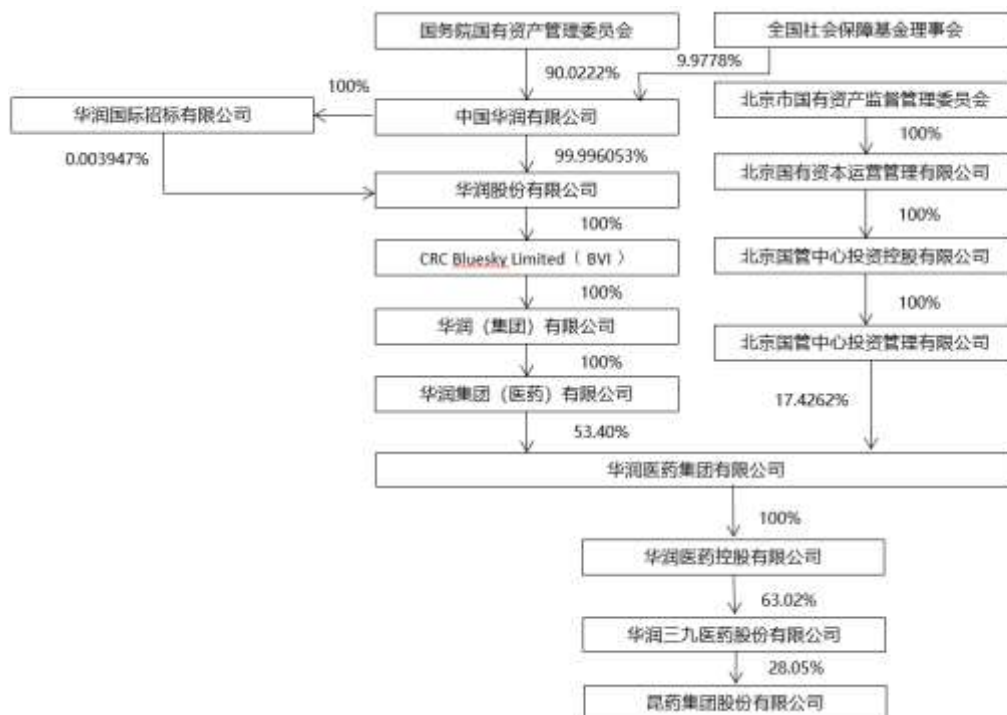 国务院国有资产管理委员会
全国社会保障基金理事会
90.0222%
9.9778%
100%
北京市国有资产监督管理委员会
华润国际招标有限公司
中国华润有限公司
100%
0.003947%
99.996053%
北京国有资本运营管理有限公司
华润股份有限公司
100%
100%
CRC Bluesky Limited（BVI）
北京国管中心投资控股有限公司
100%
100%
华润（集团）有限公司
北京国管中心投资管理有限公司
100%
华润集团（医药）有限公司
17.4262%
53.40%
华润医药集团有限公司
100%
华润医药控股有限公司
63.02%
华润三九医药股份有限公司
28.05%
昆药集团股份有限公司